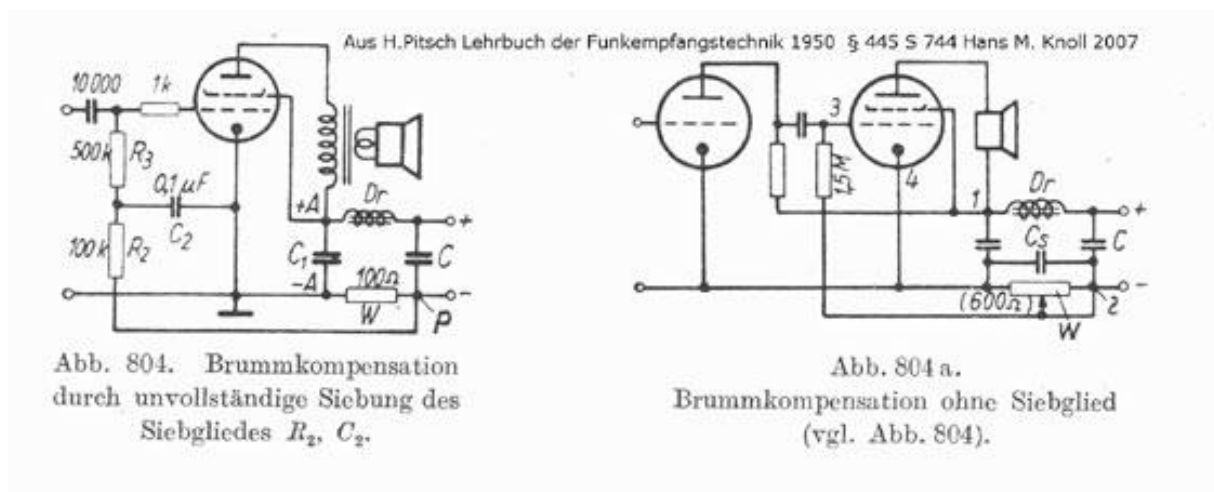 Aus H.Pitsch Lehrbuch der Funkempfangstechnik 1950 § 445 S 744 Hans M. Knoll 2007
10000
1k
500k
R3
0,1 µF
C2
100k
R2
+A
Dr
+
C1
C
-A
100Ω
W
-
P
Abb. 804. Brummkompensation
durch unvollständige Siebung des
Siebgliedes R₂, C₂.
3
1,5M
4
1
Dr
+
Cs
C
-
(600Ω)
2
W
Abb. 804a.
Brummkompensation ohne Siebglied
(vgl. Abb. 804).